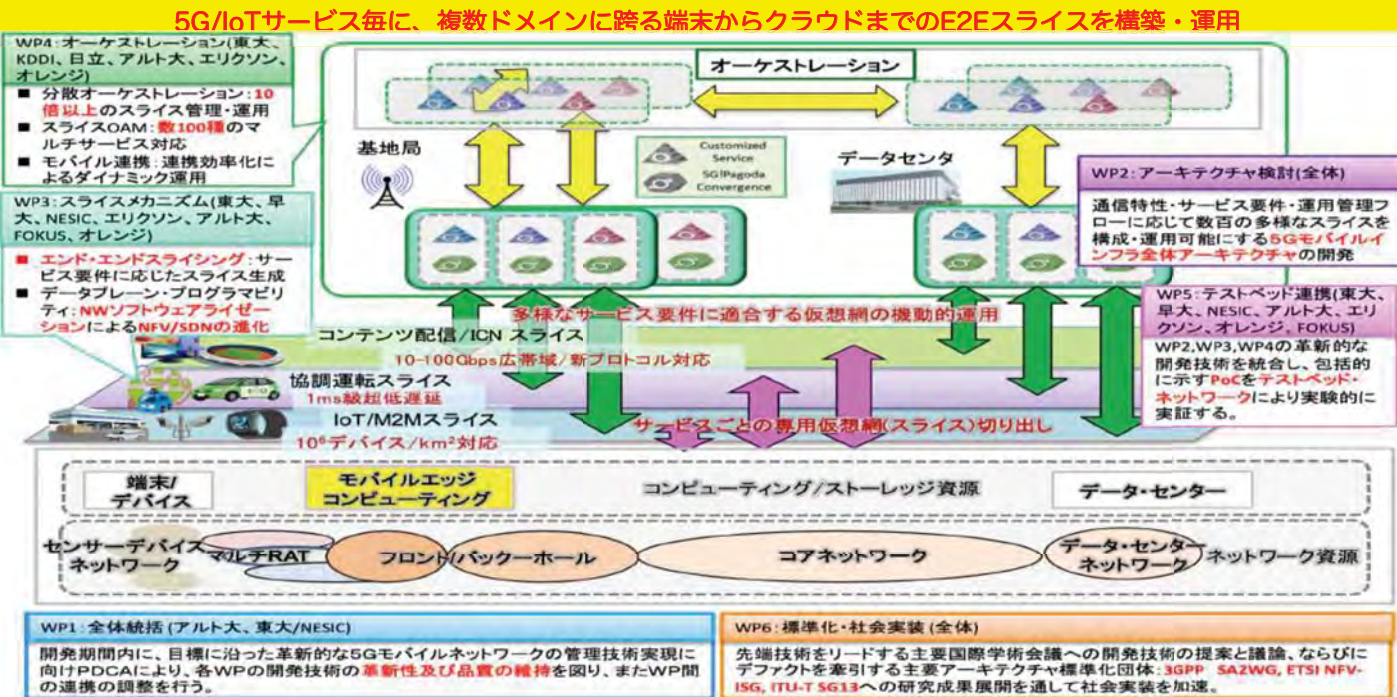 5G/IoTサービス毎に、複数ドメインに跨る端末からクラウドまでのE2Eスライスを構築・運用
WP4：オーケストレーション(東大、
KDDI、日立、アルト大、エリクソン、
オレンジ)
■ 分散オーケストレーション：10
倍以上のスライス管理・運用
■ スライスOAM：数100種のマ
ルチサービス対応
■ モバイル連携：連携効率化に
よるダイナミック運用
オーケストレーション
基地局
Customized
Service
5G!Pagoda
Convergence
データセンタ
WP2：アーキテクチャ検討(全体)
通信特性・サービス要件・運用管理フ
ローに応じて数百の多様なスライスを
構成・運用可能にする5Gモバイルイ
ンフラ全体アーキテクチャの開発
WP3：スライスメカニズム(東大、早
大、NESIC、エリクソン、アルト大、
FOKUS、オレンジ)
■ エンド・エンドスライシング：サー
ビス要件に応じたスライス生成
■ データプレーン・プログラマビリ
ティ：NWソフトウェアライゼー
ションによるNFV/SDNの進化
WP5：テストベッド連携(東大、
早大、NESIC、アルト大、エリ
クソン、オレンジ、FOKUS)
WP2,WP3,WP4の革新的な
開発技術を統合し、包括的
に示すPoCをテストベッド・
ネットワークにより実験的に
実証する。
多様なサービス要件に適合する仮想網の機動的運用
コンテンツ配信/ICN スライス
10-100Gbps広帯域/新プロトコル対応
協調運転スライス
1ms級超低遅延
IoT/M2Mスライス
10⁶デバイス/km²対応
サービスごとの専用仮想網(スライス)切り出し
端末/
デバイス
モバイルエッジ
コンピューティング
コンピューティング/ストーレッジ資源
データ・センター
センサーデバイス
ネットワーク
マルチRAT
フロント/バックーホール
コアネットワーク
データ・センター
ネットワーク
ネットワーク資源
WP1：全体統括 (アルト大、東大/NESIC)
開発期間内に、目標に沿った革新的な5Gモバイルネットワークの管理技術実現に
向けPDCAにより、各WPの開発技術の革新性及び品質の維持を図り、またWP間
の連携の調整を行う。
WP6：標準化・社会実装 (全体)
先端技術をリードする主要国際学術会議への開発技術の提案と議論、ならびに
デファクトを牽引する主要アーキテクチャ標準化団体：3GPP SA2WG, ETSI NFV-
ISG, ITU-T SG13への研究成果展開を通して社会実装を加速。